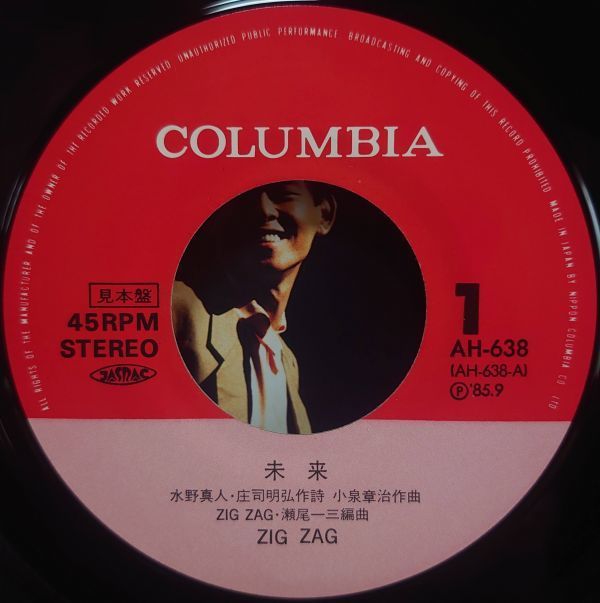 ALL RIGHTS OF THE MANUFACTURER AND OF THE OWNER OF THE RECORDED WORK RESERVED. UNAUTHORIZED PUBLIC PERFORMANCE. BROADCASTING AND COPYING OF THIS RECORD PROHIBITED. MADE IN JAPAN BY NIPPON COLUMBIA CO., LTD
COLUMBIA
見本盤
45RPM
STEREO
JASRAC
1
AH-638
(AH-638-A)
Ⓟ'85.9
未来
水野真人・庄司明弘作詩 小泉章治作曲
ZIG ZAG・瀬尾一三編曲
ZIG ZAG